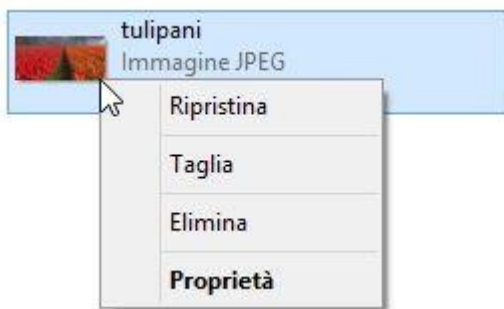 tulipani
Immagine JPEG
Ripristina
Taglia
Elimina
Proprietà